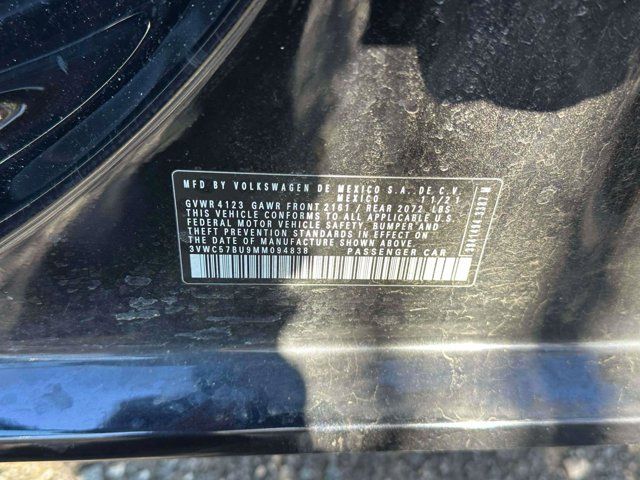 MFD BY VOLKSWAGEN DE MEXICO S.A. DE C.V.
MEXICO 11/21
GVWR 4123 GAWR FRONT 2161 / REAR 2072 LBS
THIS VEHICLE CONFORMS TO ALL APPLICABLE U.S.
FEDERAL MOTOR VEHICLE SAFETY, BUMPER AND
THEFT PREVENTION STANDARDS IN EFFECT ON
THE DATE OF MANUFACTURE SHOWN ABOVE
3VWC57BU9MM094838 PASSENGER CAR